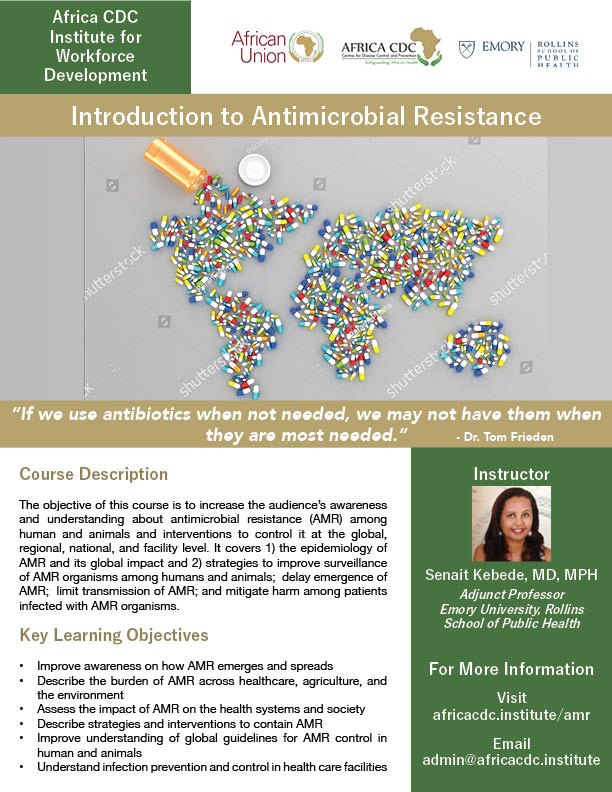 Africa CDC
Institute for
Workforce
Development
African
Union
AFRICA CDC
Centres for Disease Control and Prevention
Safeguarding Africa's Health
EMORY
ROLLINS
SCHOOL OF
PUBLIC
HEALTH
Introduction to Antimicrobial Resistance
shutterstock
shutterstock
shutterstock
shutterstock
shutterstock
“If we use antibiotics when not needed, we may not have them when
they are most needed.”
- Dr. Tom Frieden
Course Description
The objective of this course is to increase the audience’s awareness
and understanding about antimicrobial resistance (AMR) among
human and animals and interventions to control it at the global,
regional, national, and facility level. It covers 1) the epidemiology of
AMR and its global impact and 2) strategies to improve surveillance
of AMR organisms among humans and animals; delay emergence of
AMR; limit transmission of AMR; and mitigate harm among patients
infected with AMR organisms.
Key Learning Objectives
• Improve awareness on how AMR emerges and spreads
• Describe the burden of AMR across healthcare, agriculture, and
the environment
• Assess the impact of AMR on the health systems and society
• Describe strategies and interventions to contain AMR
• Improve understanding of global guidelines for AMR control in
human and animals
• Understand infection prevention and control in health care facilities
Instructor
Senait Kebede, MD, MPH
Adjunct Professor
Emory University, Rollins
School of Public Health
For More Information
Visit
africacdc.institute/amr
Email
admin@africacdc.institute